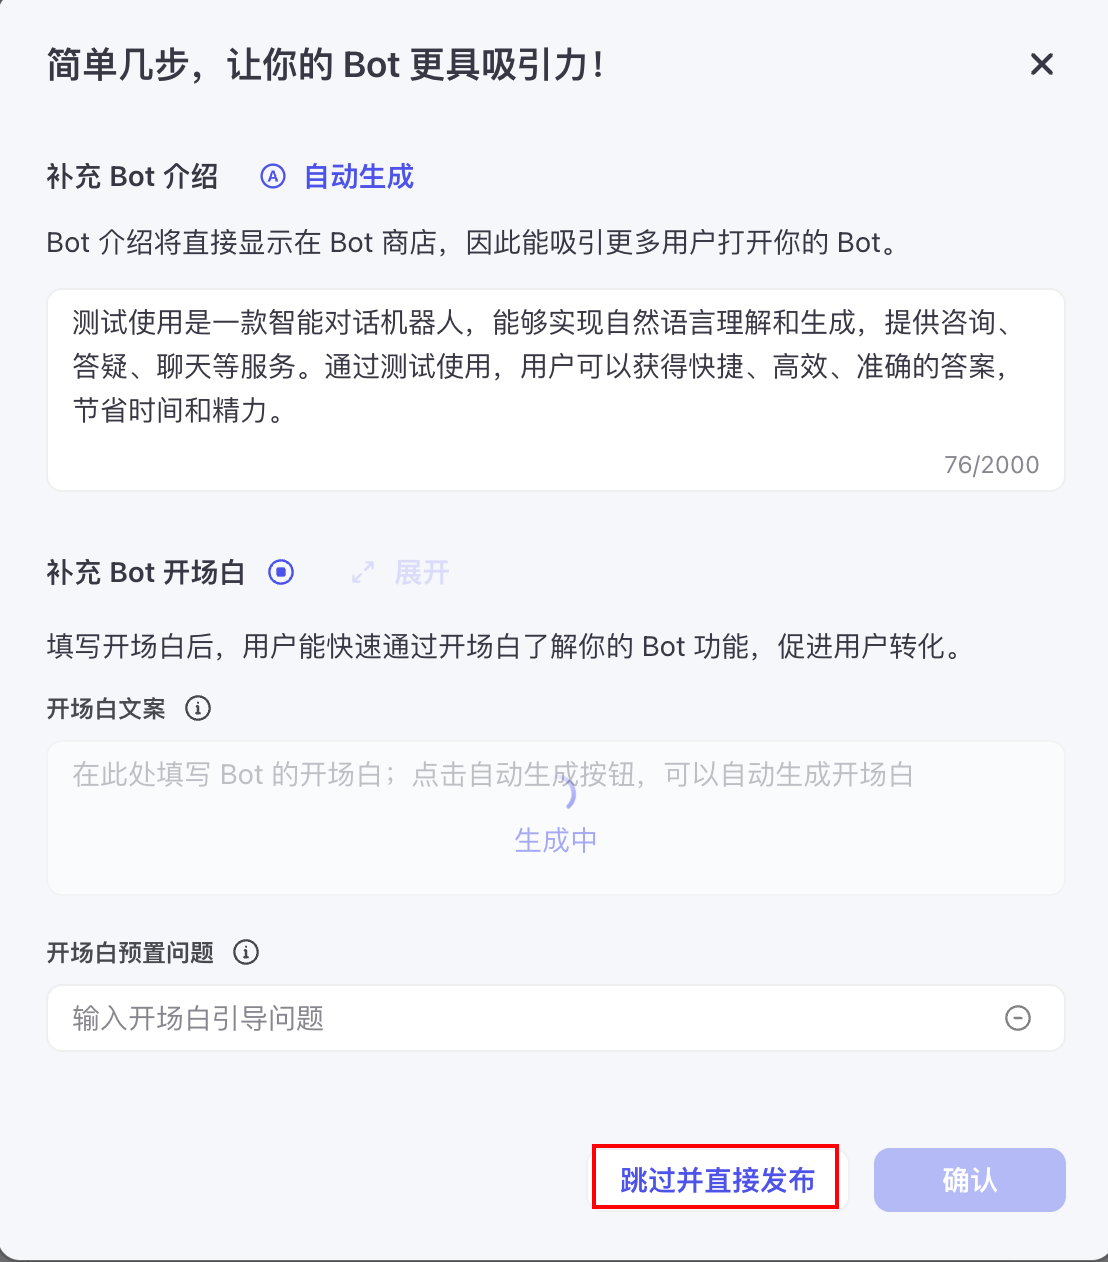 简单几步，让你的 Bot 更具吸引力！
补充 Bot 介绍 自动生成
Bot 介绍将直接显示在 Bot 商店，因此能吸引更多用户打开你的 Bot。
测试使用是一款智能对话机器人，能够实现自然语言理解和生成，提供咨询、
答疑、聊天等服务。通过测试使用，用户可以获得快捷、高效、准确的答案，
节省时间和精力。
76/2000
补充 Bot 开场白 展开
填写开场白后，用户能快速通过开场白了解你的 Bot 功能，促进用户转化。
开场白文案
在此处填写 Bot 的开场白；点击自动生成按钮，可以自动生成开场白
生成中
开场白预置问题
输入开场白引导问题
跳过并直接发布 确认